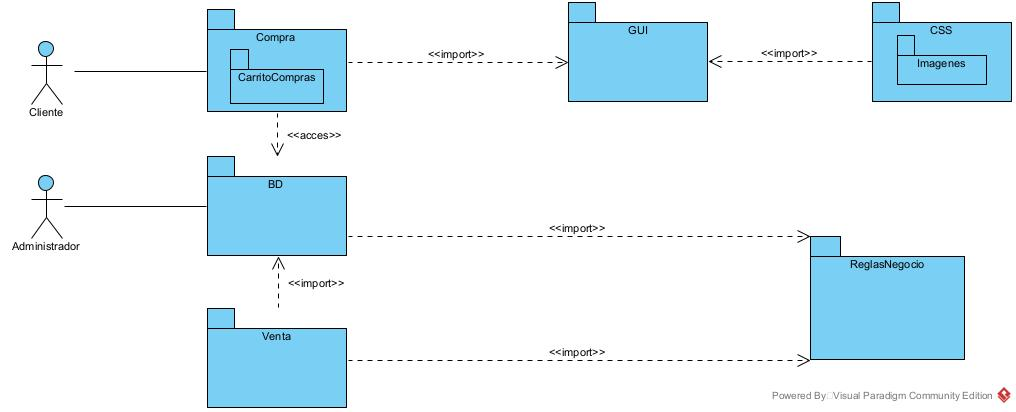 GUI
CSS
Compra
<<import>>
<<import>>
Imagenes
CarritoCompras
Cliente
<<acces>>
BD
<<import>>
Administrador
ReglasNegocio
<<import>>
Venta
<<import>>
Powered By Visual Paradigm Community Edition